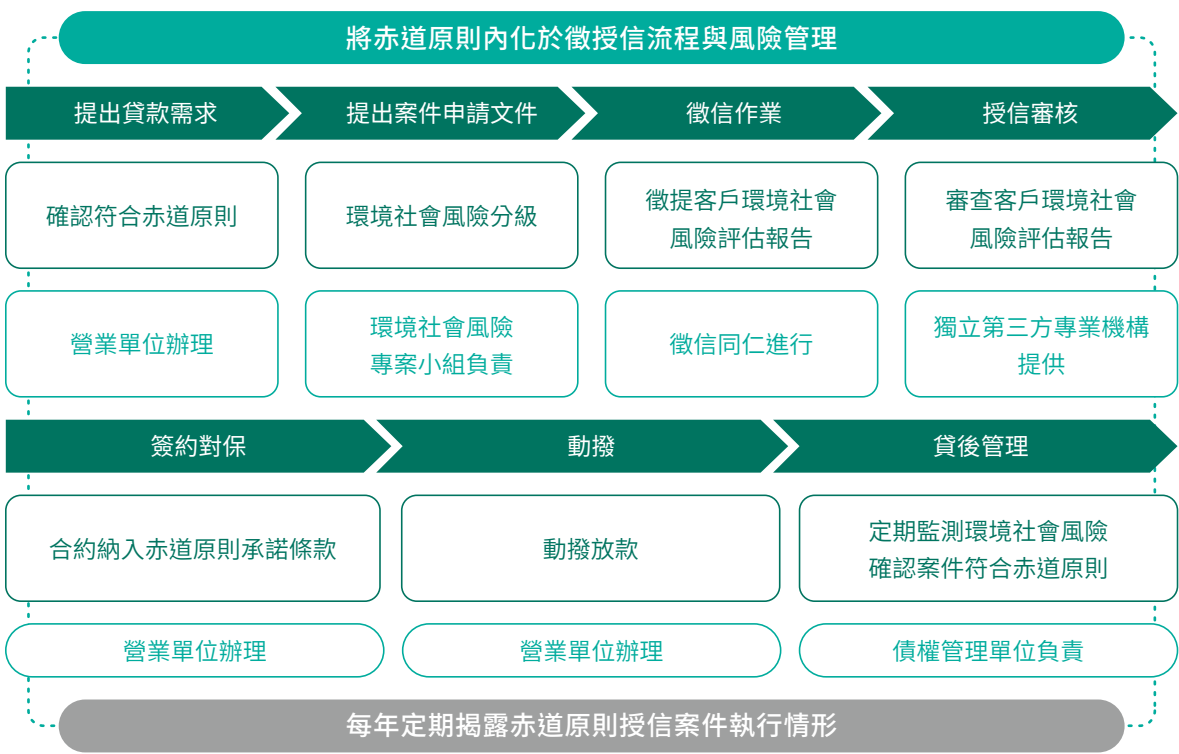 將赤道原則內化於徵授信流程與風險管理
提出貸款需求
提出案件申請文件
徵信作業
授信審核
確認符合赤道原則
環境社會風險分級
徵提客戶環境社會
風險評估報告
審查客戶環境社會
風險評估報告
營業單位辦理
環境社會風險
專案小組負責
徵信同仁進行
獨立第三方專業機構
提供
簽約對保
動撥
貸後管理
合約納入赤道原則承諾條款
動撥放款
定期監測環境社會風險
確認案件符合赤道原則
營業單位辦理
營業單位辦理
債權管理單位負責
每年定期揭露赤道原則授信案件執行情形